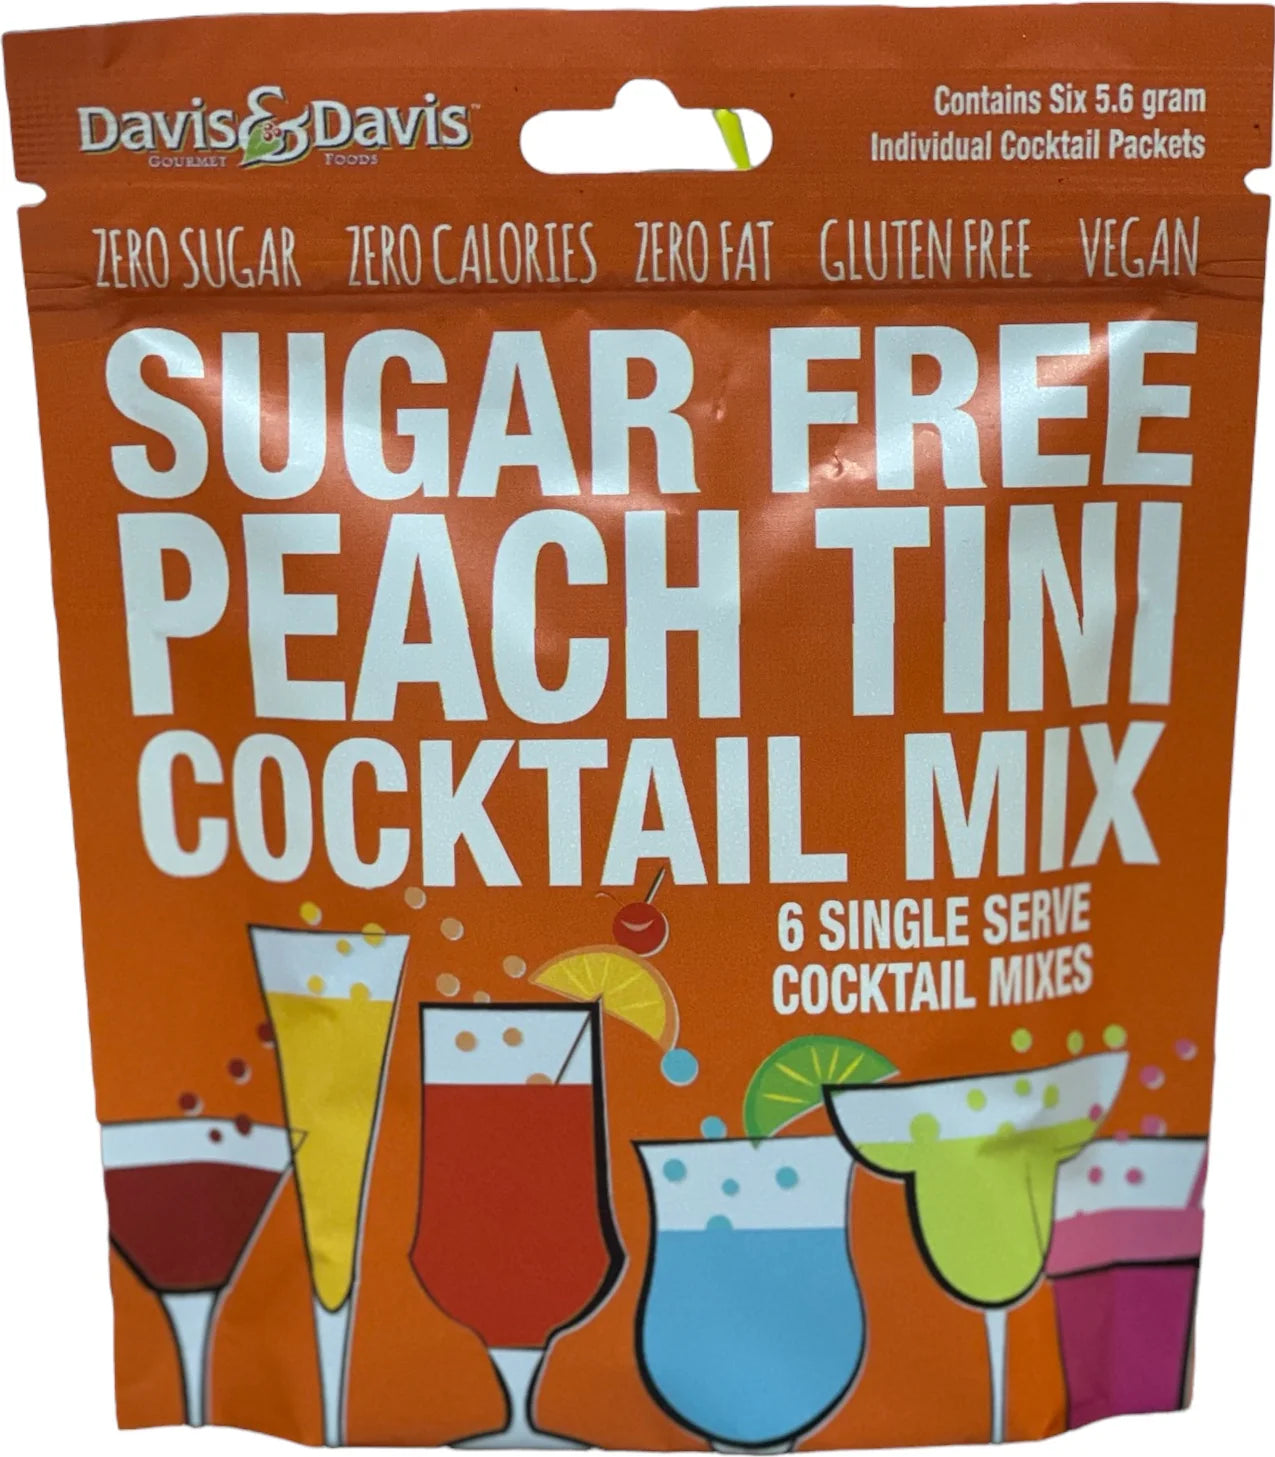 Davis&Davis™
GOURMET FOODS
Contains Six 5.6 gram
Individual Cocktail Packets
ZERO SUGAR ZERO CALORIES ZERO FAT GLUTEN FREE VEGAN
SUGAR FREE
PEACH TINI
COCKTAIL MIX
6 SINGLE SERVE
COCKTAIL MIXES